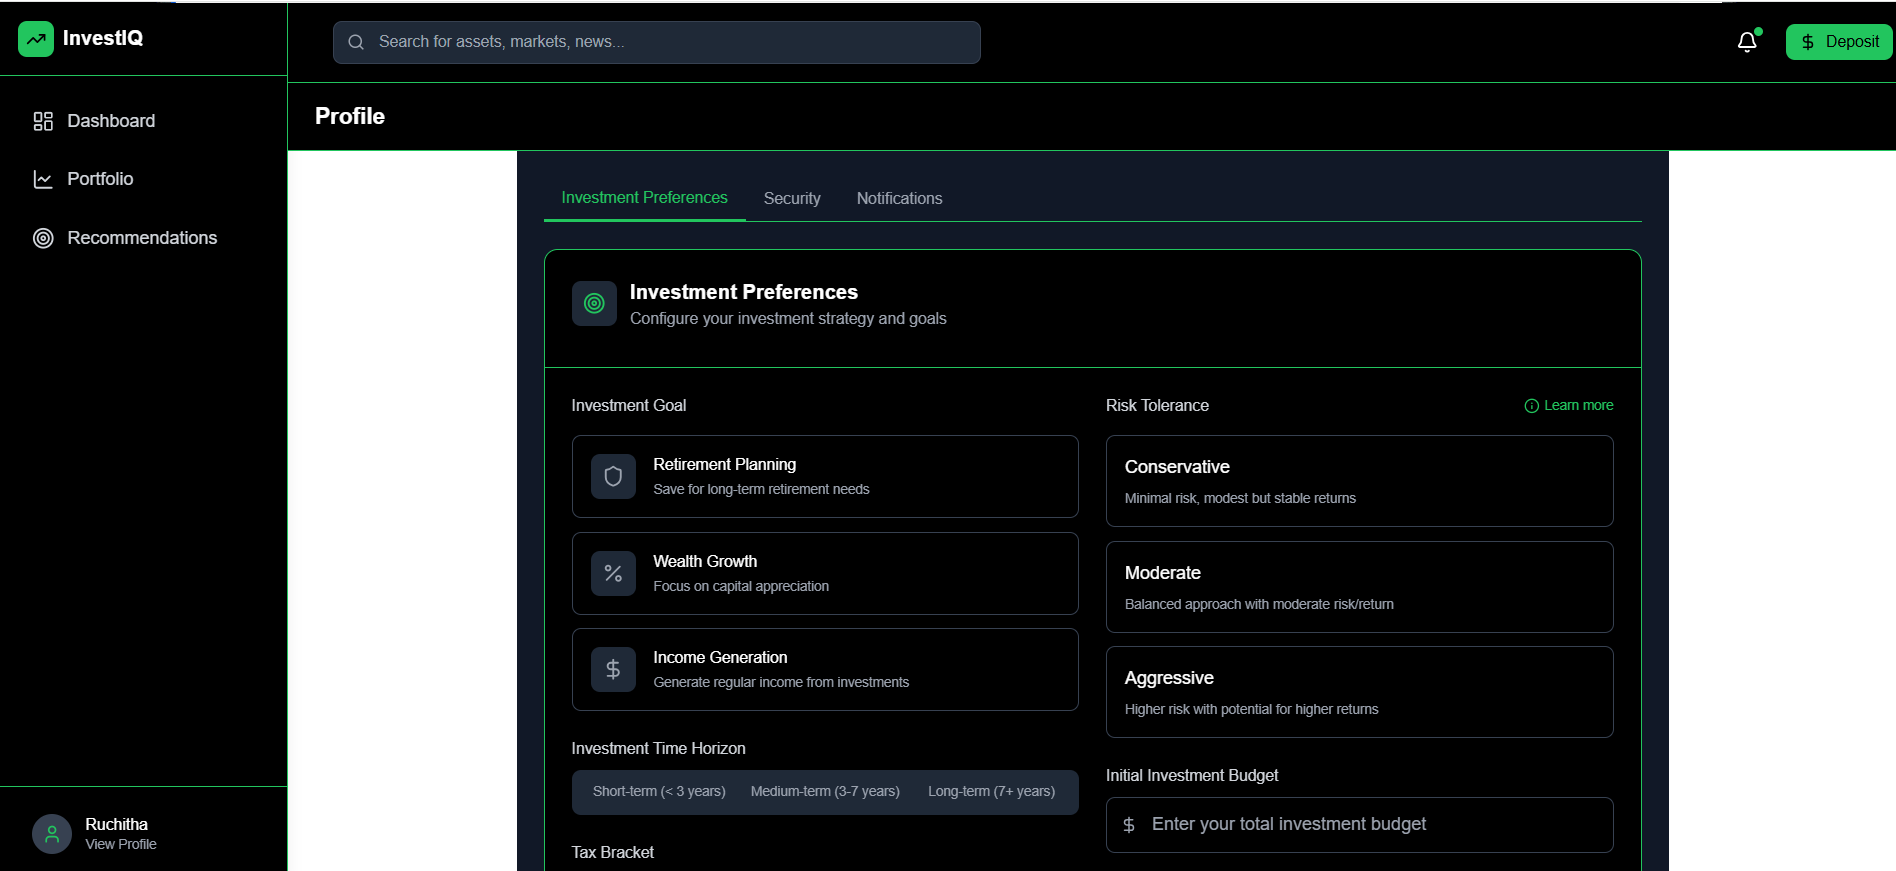 InvestIQ
Search for assets, markets, news...
Deposit
Dashboard
Portfolio
Recommendations
Profile
Investment Preferences
Security
Notifications
Investment Preferences
Configure your investment strategy and goals
Investment Goal
Retirement Planning
Save for long-term retirement needs
Wealth Growth
Focus on capital appreciation
Income Generation
Generate regular income from investments
Investment Time Horizon
Short-term (< 3 years)
Medium-term (3-7 years)
Long-term (7+ years)
Tax Bracket
Risk Tolerance
Learn more
Conservative
Minimal risk, modest but stable returns
Moderate
Balanced approach with moderate risk/return
Aggressive
Higher risk with potential for higher returns
Initial Investment Budget
$ Enter your total investment budget
Ruchitha
View Profile